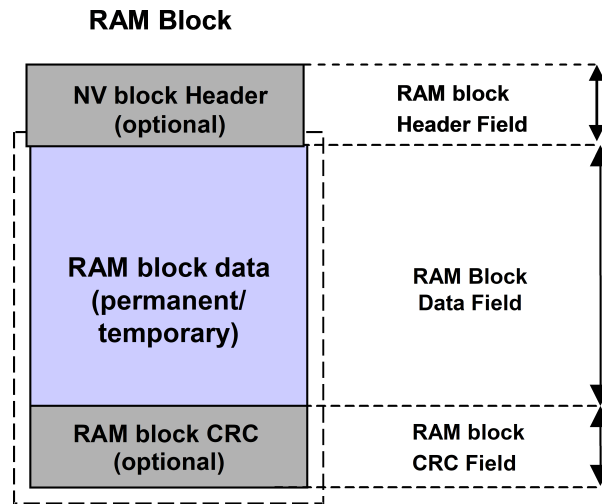 RAM Block
NV block Header
(optional)
RAM block
Header Field
RAM block data
(permanent/
temporary)
RAM Block
Data Field
RAM block CRC
(optional)
RAM block
CRC Field